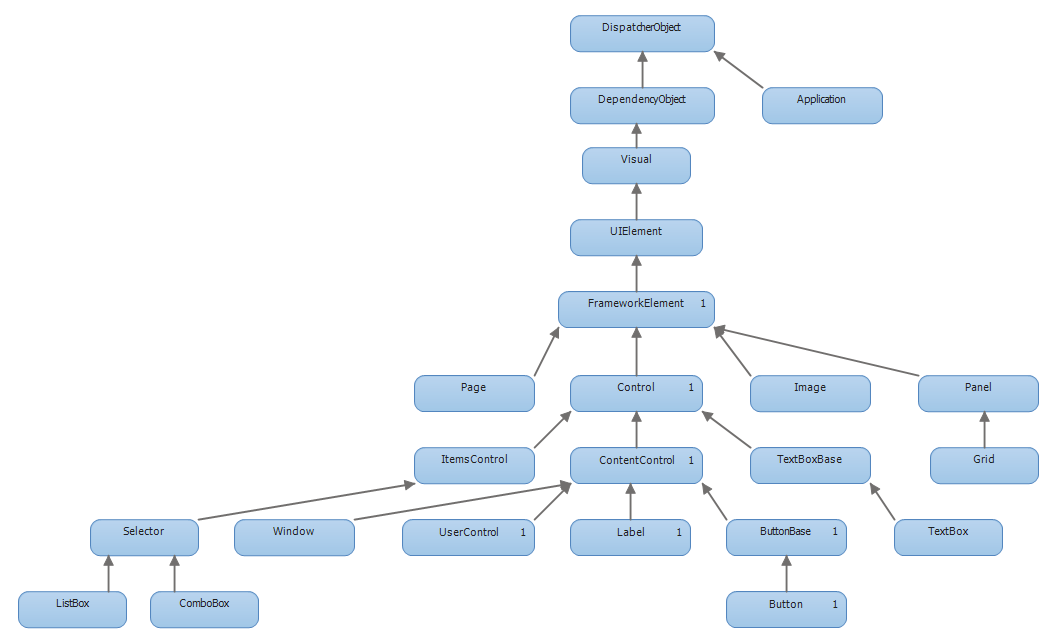 DispatcherObject
DependencyObject
Application
Visual
UIElement
FrameworkElement 1
Page
Control 1
Image
Panel
ItemsControl
ContentControl 1
TextBoxBase
Grid
Selector
Window
UserControl 1
Label 1
ButtonBase 1
TextBox
ListBox
ComboBox
Button 1